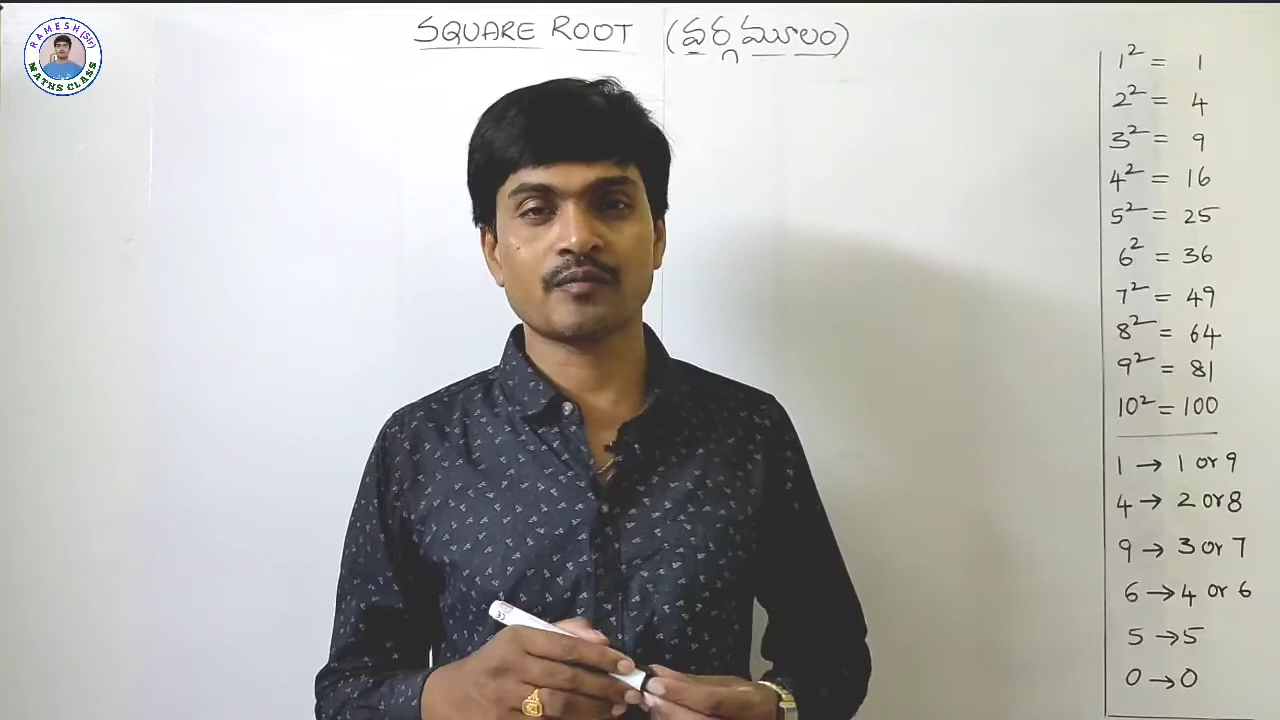 RAMESH (Sir)
MATHS CLASS
SQUARE ROOT (వర్గమూలం)
1² = 1
2² = 4
3² = 9
4² = 16
5² = 25
6² = 36
7² = 49
8² = 64
9² = 81
10² = 100
1 → 1 or 9
4 → 2 or 8
9 → 3 or 7
6 → 4 or 6
5 → 5
0 → 0